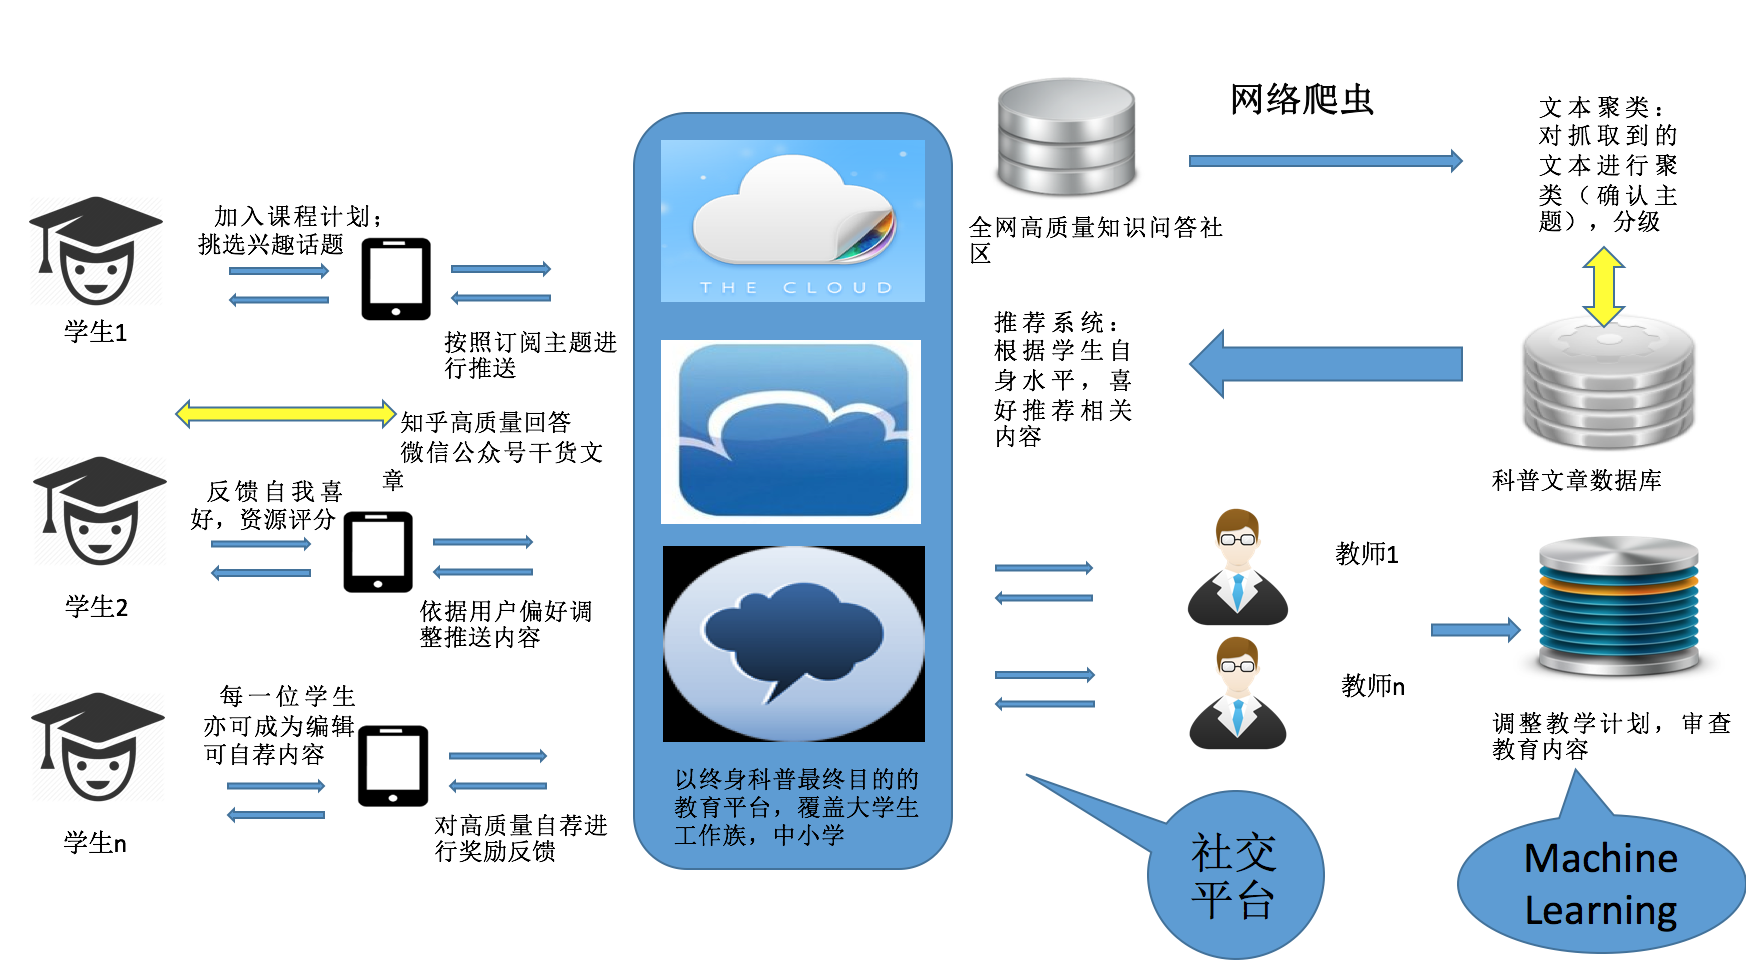 加入课程计划；
挑选兴趣话题
学生1
按照订阅主题进
行推送
知乎高质量回答
微信公众号干货文
章
反馈自我喜
好，资源评分
学生2
依据用户偏好调
整推送内容
每一位学生
亦可成为编辑
可自荐内容
学生n
对高质量自荐进
行奖励反馈
THE CLOUD
以终身科普最终目的的
教育平台，覆盖大学生
工作族，中小学
全网高质量知识问答社
区
网络爬虫
文本聚类：
对抓取到的
文本进行聚
类（确认主
题），分级
推荐系统：
根据学生自
身水平，喜
好推荐相关
内容
科普文章数据库
教师1
教师n
调整教学计划，审查
教育内容
社交
平台
Machine
Learning